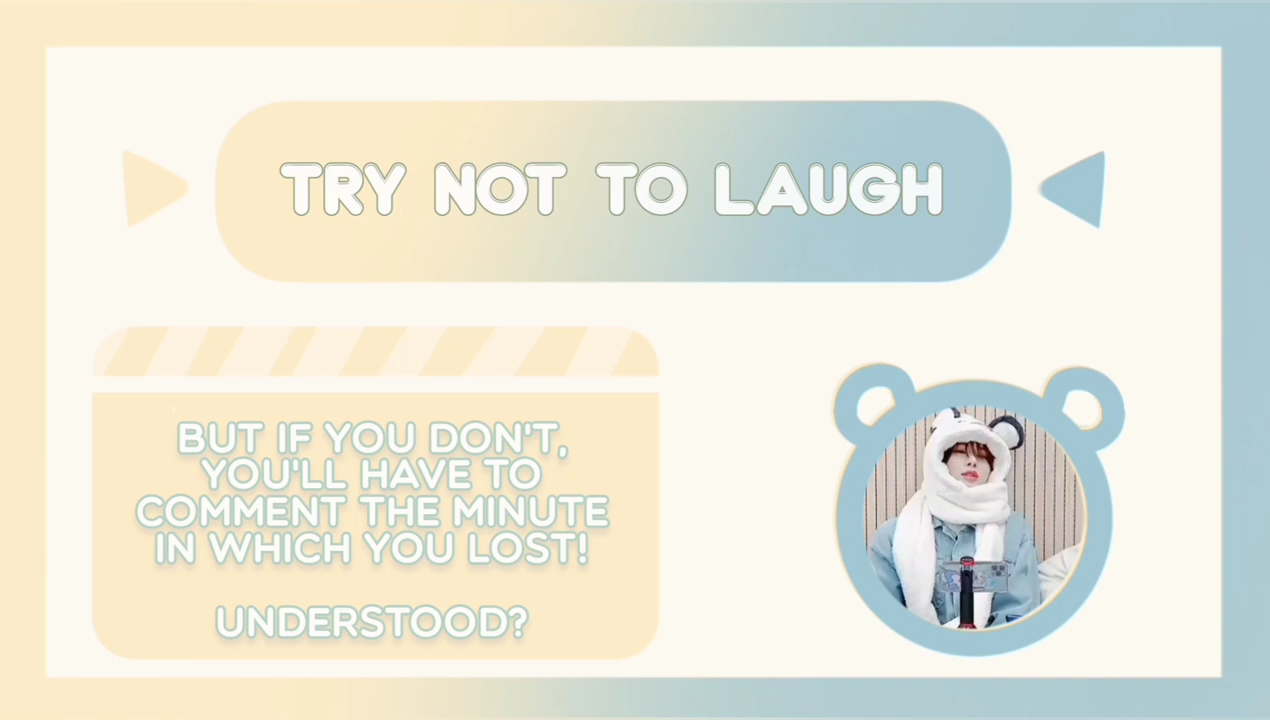 TRY NOT TO LAUGH
BUT IF YOU DON'T,
YOU'LL HAVE TO
COMMENT THE MINUTE
IN WHICH YOU LOST!
UNDERSTOOD?